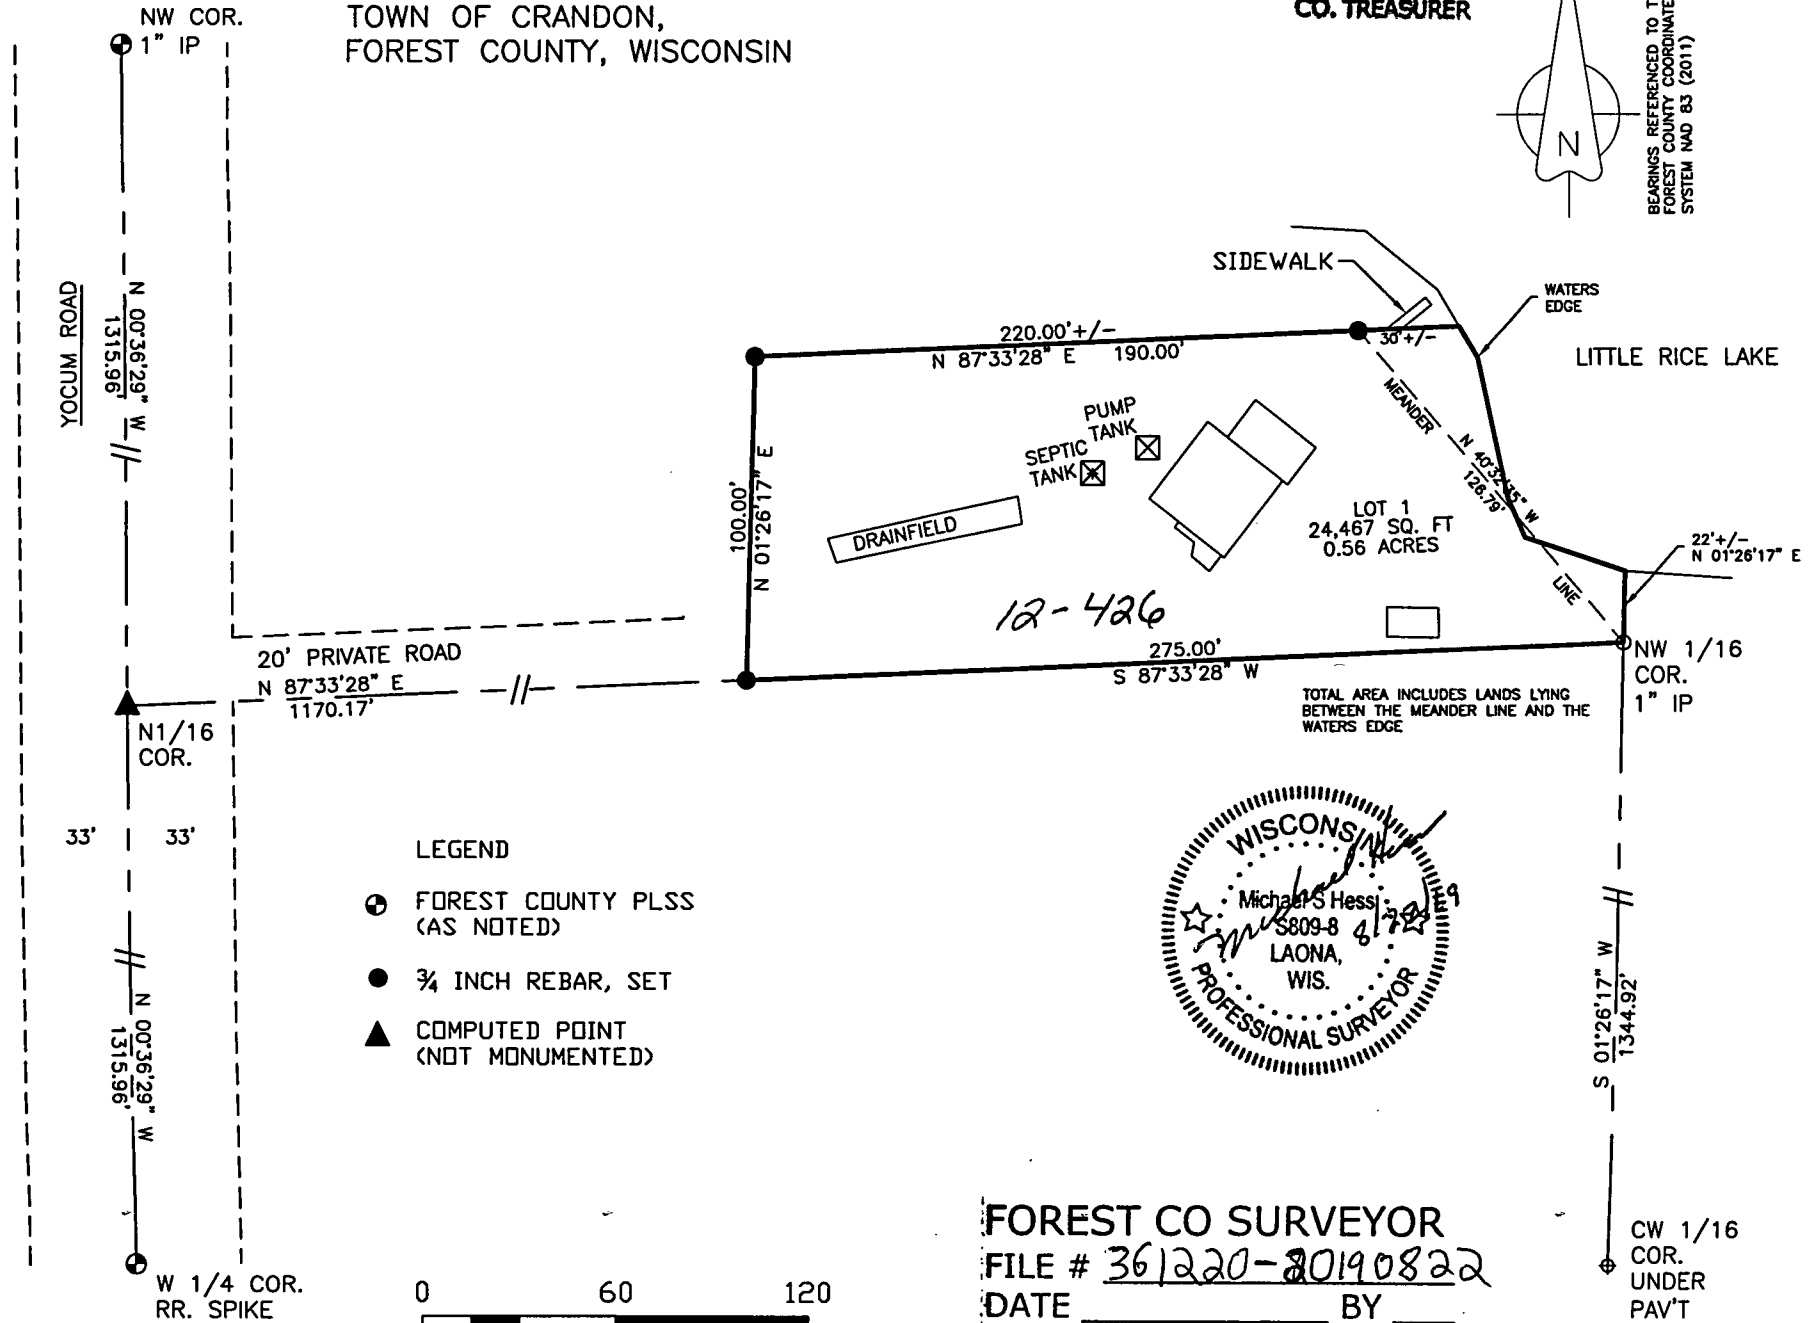 NW COR.
1" IP
TOWN OF CRANDON,
FOREST COUNTY, WISCONSIN
CO. TREASURER
BEARINGS REFERENCED TO
FOREST COUNTY COORDINATE
SYSTEM NAD 83 (2011)
N
YOCUM ROAD
N 00°36'29" W
1315.96'
SIDEWALK
WATERS
EDGE
LITTLE RICE LAKE
220.00'+/-
N 87°33'28" E 190.00'
30'+/-
MEANDER
N 40°32'35" W
126.79'
LINE
PUMP
TANK
SEPTIC
TANK
DRAINFIELD
100.00'
N 01°26'17" E
LOT 1
24,467 SQ. FT
0.56 ACRES
22'+/-
N 01°26'17" E
12-426
275.00'
S 87°33'28" W
NW 1/16
COR.
1" IP
TOTAL AREA INCLUDES LANDS LYING
BETWEEN THE MEANDER LINE AND THE
WATERS EDGE
20' PRIVATE ROAD
N 87°33'28" E
1170.17'
N1/16
COR.
33' 33'
LEGEND
FOREST COUNTY PLSS
(AS NOTED)
¾ INCH REBAR, SET
COMPUTED POINT
(NOT MONUMENTED)
WISCONSIN
Michael S Hess
S809-8
LAONA,
WIS.
PROFESSIONAL SURVEYOR
N 00°36'29" W
1315.96'
S 01°26'17" W
1344.92'
W 1/4 COR.
RR. SPIKE
0 60 120
FOREST CO SURVEYOR
FILE # 361220-20190822
DATE BY
CW 1/16
COR.
UNDER
PAV'T